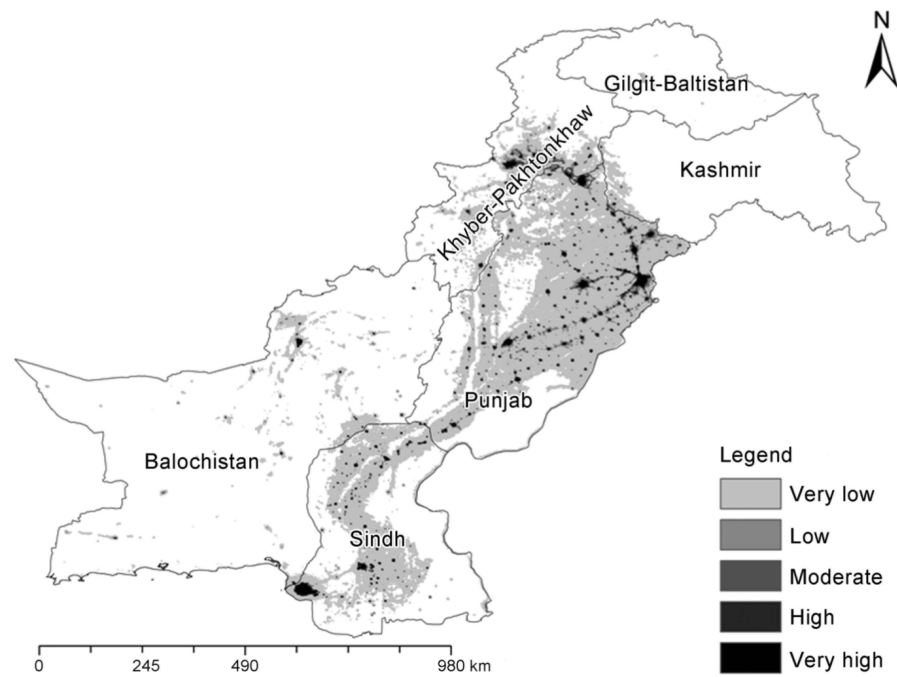 N
Gilgit-Baltistan
Kashmir
Khyber-Pakhtonkhaw
Punjab
Balochistan
Sindh
Legend
Very low
Low
Moderate
High
Very high
0 245 490 980 km